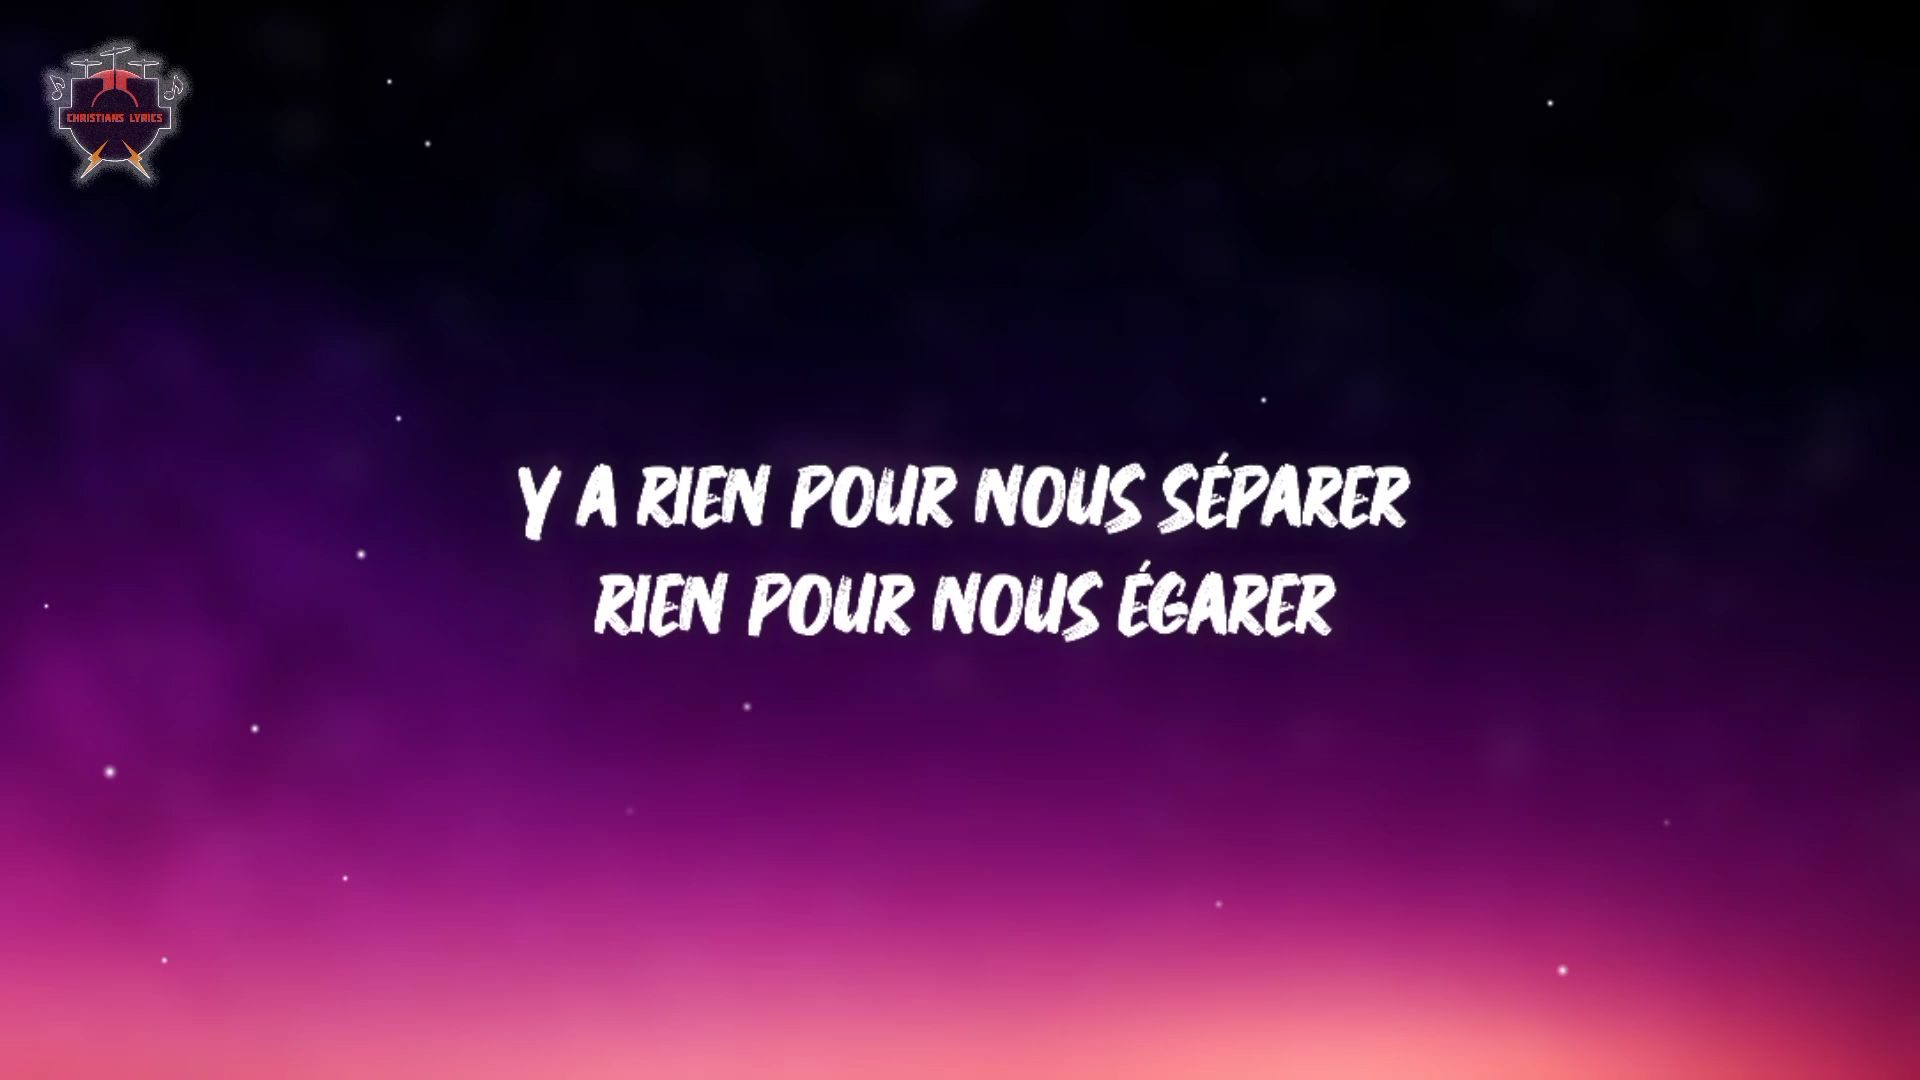 CHRISTIANS LYRICS
Y A RIEN POUR NOUS SÉPARER
RIEN POUR NOUS ÉGARER